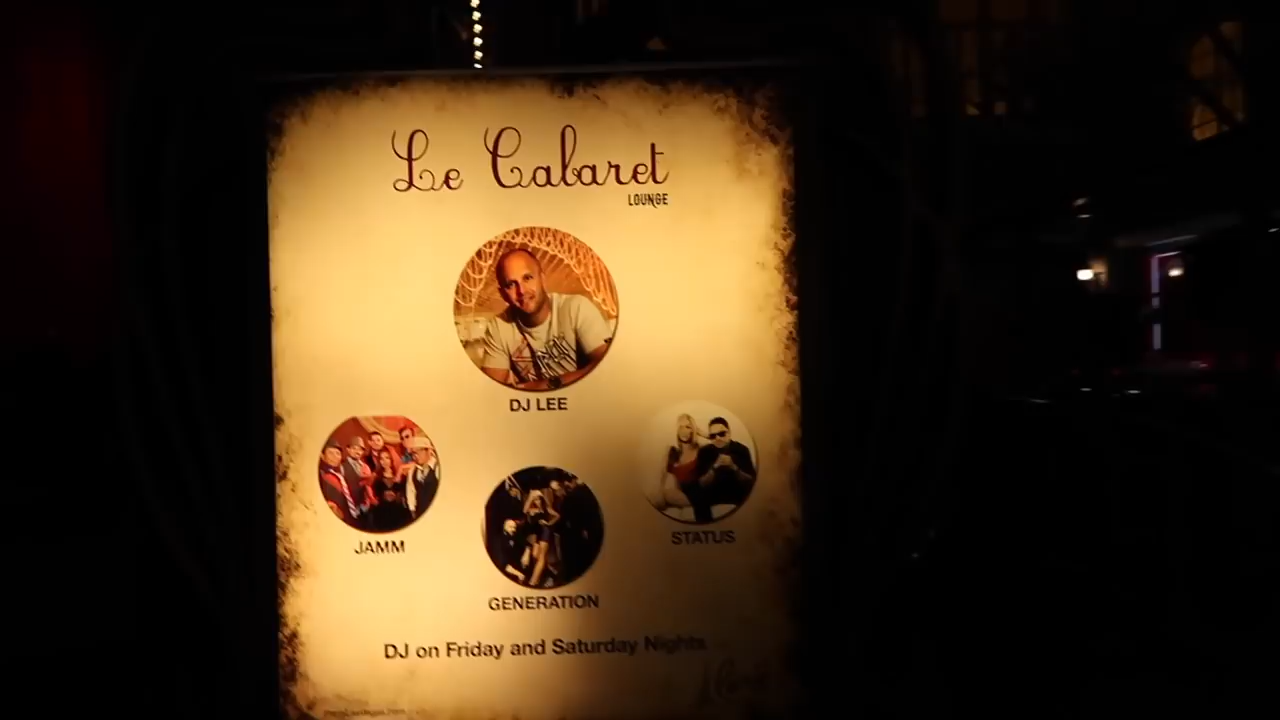 Le Cabaret
LOUNGE
DJ LEE
JAMM
STATUS
GENERATION
DJ on Friday and Saturday Nights